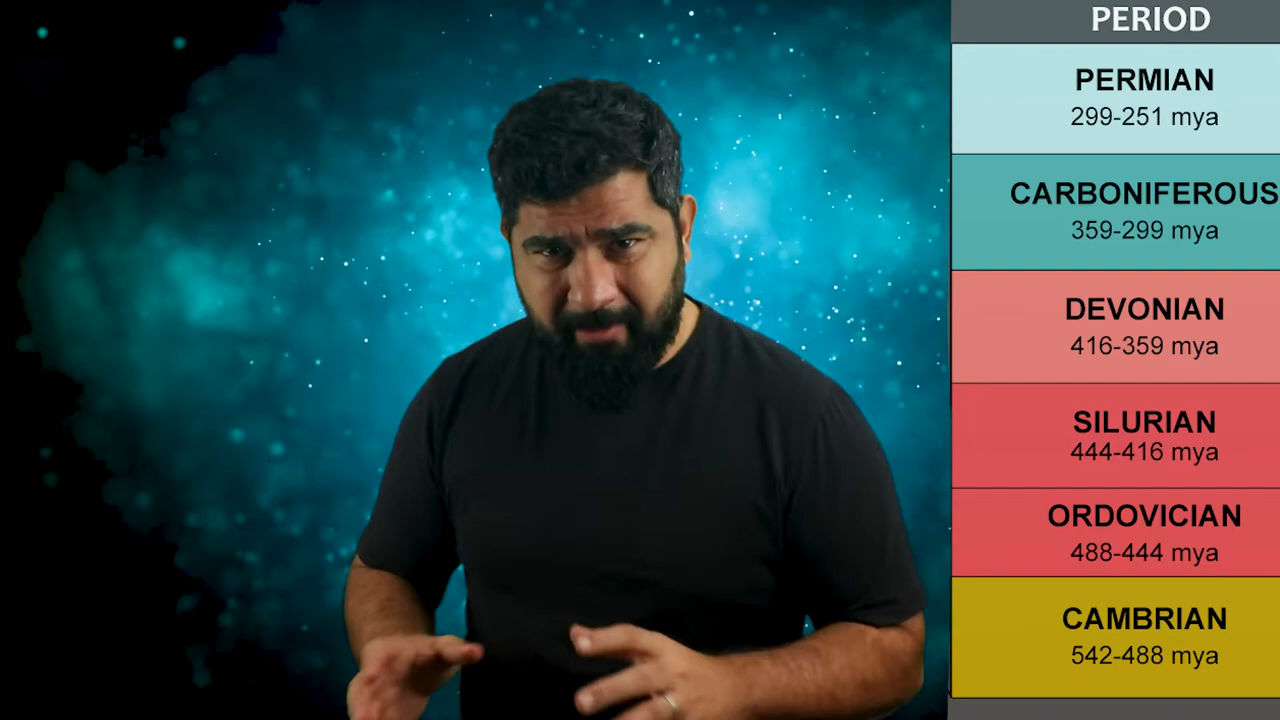 PERIOD
PERMIAN
299-251 mya
CARBONIFEROUS
359-299 mya
DEVONIAN
416-359 mya
SILURIAN
444-416 mya
ORDOVICIAN
488-444 mya
CAMBRIAN
542-488 mya